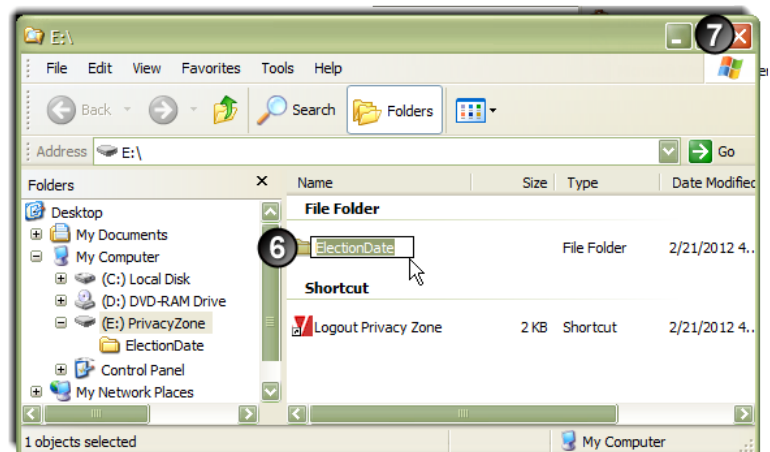 E:\
7
File Edit View Favorites Tools Help
Back Search Folders
Address E:\ Go
Folders Name Size Type Date Modified
Desktop File Folder
My Documents
6 ElectionDate File Folder 2/21/2012 4..
My Computer
(C:) Local Disk Shortcut
(D:) DVD-RAM Drive
(E:) PrivacyZone Logout Privacy Zone 2 KB Shortcut 2/21/2012 4..
ElectionDate
Control Panel
My Network Places
1 objects selected My Computer